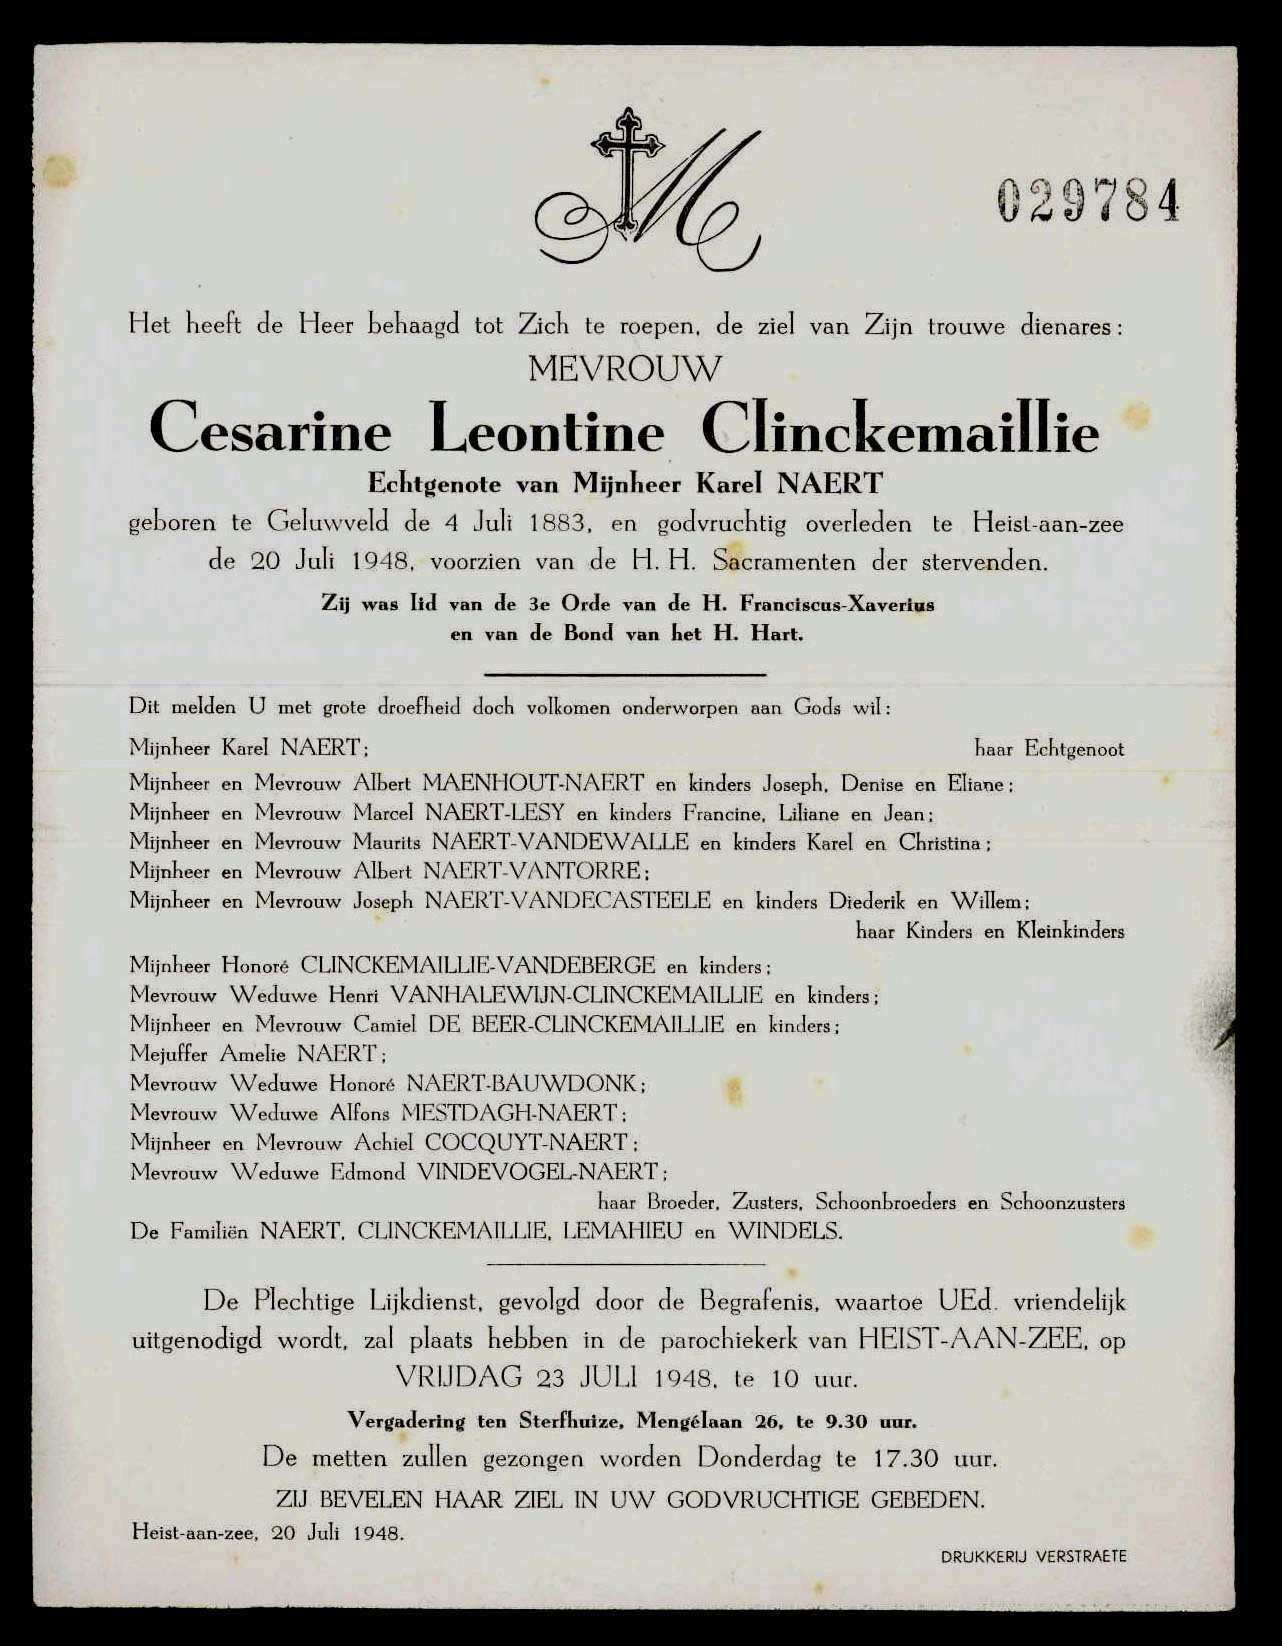 M
029784
Het heeft de Heer behaagd tot Zich te roepen, de ziel van Zijn trouwe dienares :
MEVROUW
Cesarine Leontine Clinckemaillie
Echtgenote van Mijnheer Karel NAERT
geboren te Geluwveld de 4 Juli 1883, en godvruchtig overleden te Heist-aan-zee
de 20 Juli 1948, voorzien van de H. H. Sacramenten der stervenden.
Zij was lid van de 3e Orde van de H. Franciscus-Xaverius
en van de Bond van het H. Hart.
Dit melden U met grote droefheid doch volkomen onderworpen aan Gods wil :
Mijnheer Karel NAERT; haar Echtgenoot
Mijnheer en Mevrouw Albert MAENHOUT-NAERT en kinders Joseph, Denise en Eliane ;
Mijnheer en Mevrouw Marcel NAERT-LESY en kinders Francine, Liliane en Jean ;
Mijnheer en Mevrouw Maurits NAERT-VANDEWALLE en kinders Karel en Christina ;
Mijnheer en Mevrouw Albert NAERT-VANTORRE ;
Mijnheer en Mevrouw Joseph NAERT-VANDECASTEELE en kinders Diederik en Willem ;
haar Kinders en Kleinkinders
Mijnheer Honoré CLINCKEMAILLIE-VANDEBERGE en kinders ;
Mevrouw Weduwe Henri VANHALEWIJN-CLINCKEMAILLIE en kinders ;
Mijnheer en Mevrouw Camiel DE BEER-CLINCKEMAILLIE en kinders ;
Mejuffer Amelie NAERT ;
Mevrouw Weduwe Honoré NAERT-BAUWDONK ;
Mevrouw Weduwe Alfons MESTDAGH-NAERT ;
Mijnheer en Mevrouw Achiel COCQUYT-NAERT ;
Mevrouw Weduwe Edmond VINDEVOGEL-NAERT ;
haar Broeder, Zusters, Schoonbroeders en Schoonzusters
De Familiën NAERT, CLINCKEMAILLIE, LEMAHIEU en WINDELS.
De Plechtige Lijkdienst, gevolgd door de Begrafenis, waartoe UEd. vriendelijk
uitgenodigd wordt, zal plaats hebben in de parochiekerk van HEIST-AAN-ZEE, op
VRIJDAG 23 JULI 1948, te 10 uur.
Vergadering ten Sterfhuize, Mengélaan 26, te 9.30 uur.
De metten zullen gezongen worden Donderdag te 17.30 uur.
ZIJ BEVELEN HAAR ZIEL IN UW GODVRUCHTIGE GEBEDEN.
Heist-aan-zee, 20 Juli 1948.
DRUKKERIJ VERSTRAETE